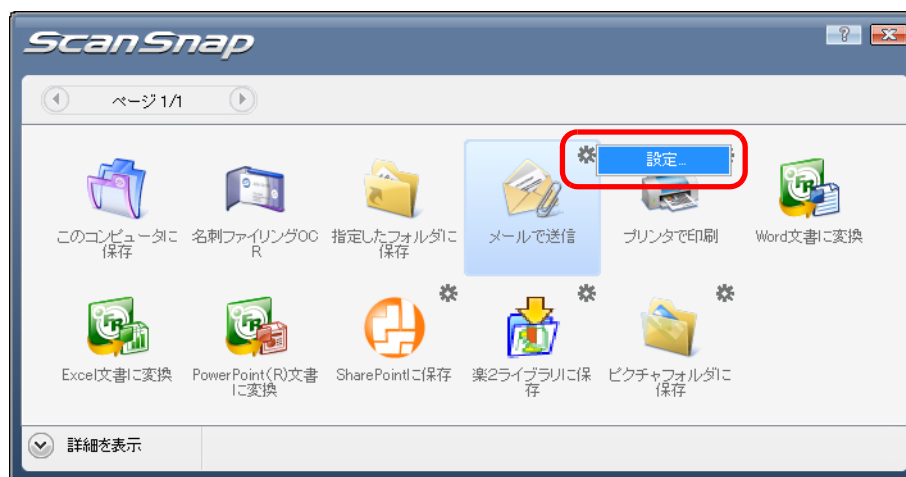 ScanSnap
?
ページ 1/1
設定...
このコンピュータに
保存
名刺ファイリングOC
R
指定したフォルダに
保存
メールで送信
プリンタで印刷
Word文書に変換
Excel文書に変換
PowerPoint(R)文書
に変換
SharePointに保存
楽2ライブラリに保
存
ピクチャフォルダに
保存
詳細を表示